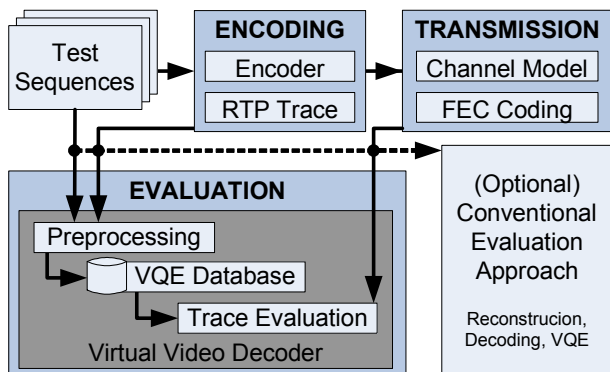 Test
Sequences
ENCODING
Encoder
RTP Trace
TRANSMISSION
Channel Model
FEC Coding
EVALUATION
Preprocessing
VQE Database
Trace Evaluation
Virtual Video Decoder
(Optional)
Conventional
Evaluation
Approach
Reconstrucion,
Decoding, VQE